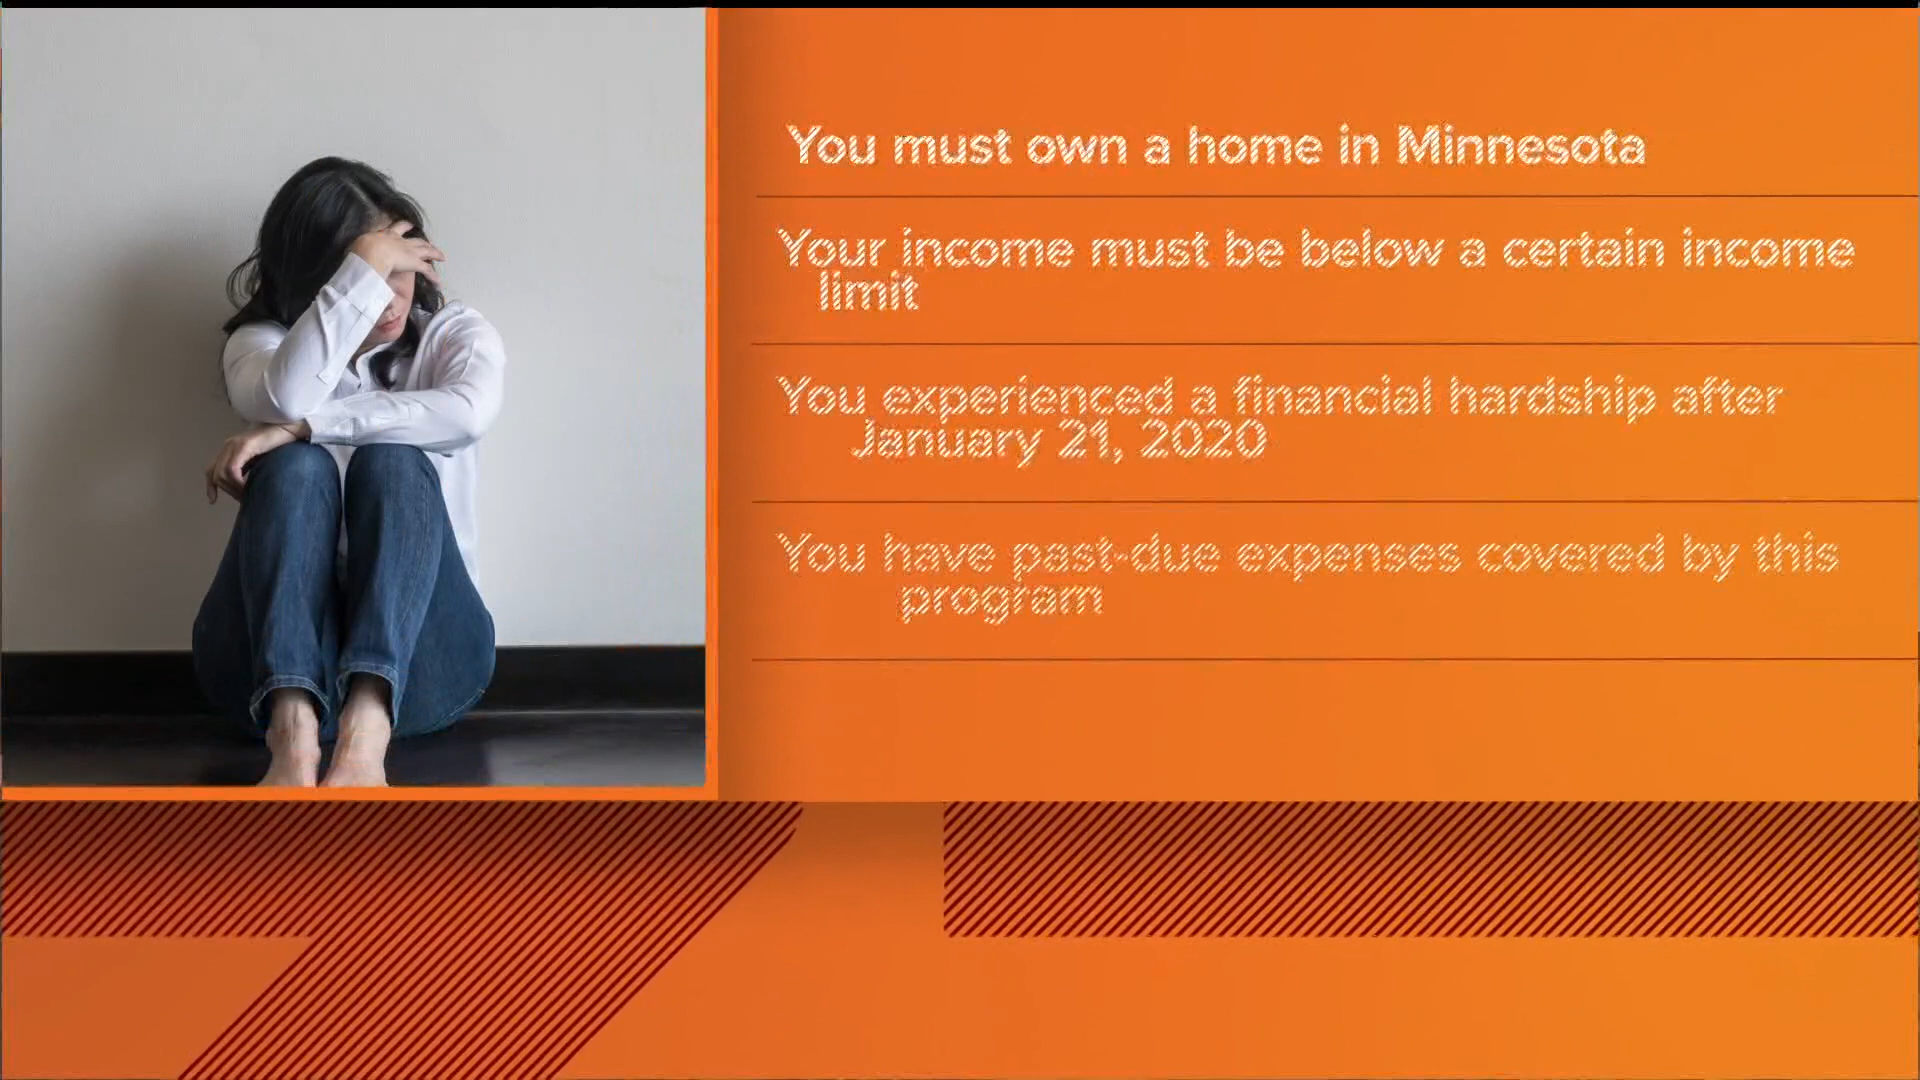 You must own a home in Minnesota
Your income must be below a certain income
limit
You experienced a financial hardship after
January 21, 2020
You have past-due expenses covered by this
program